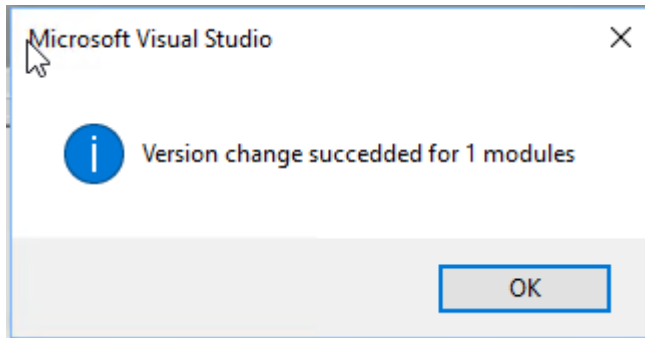 Microsoft Visual Studio
Version change succedded for 1 modules
OK